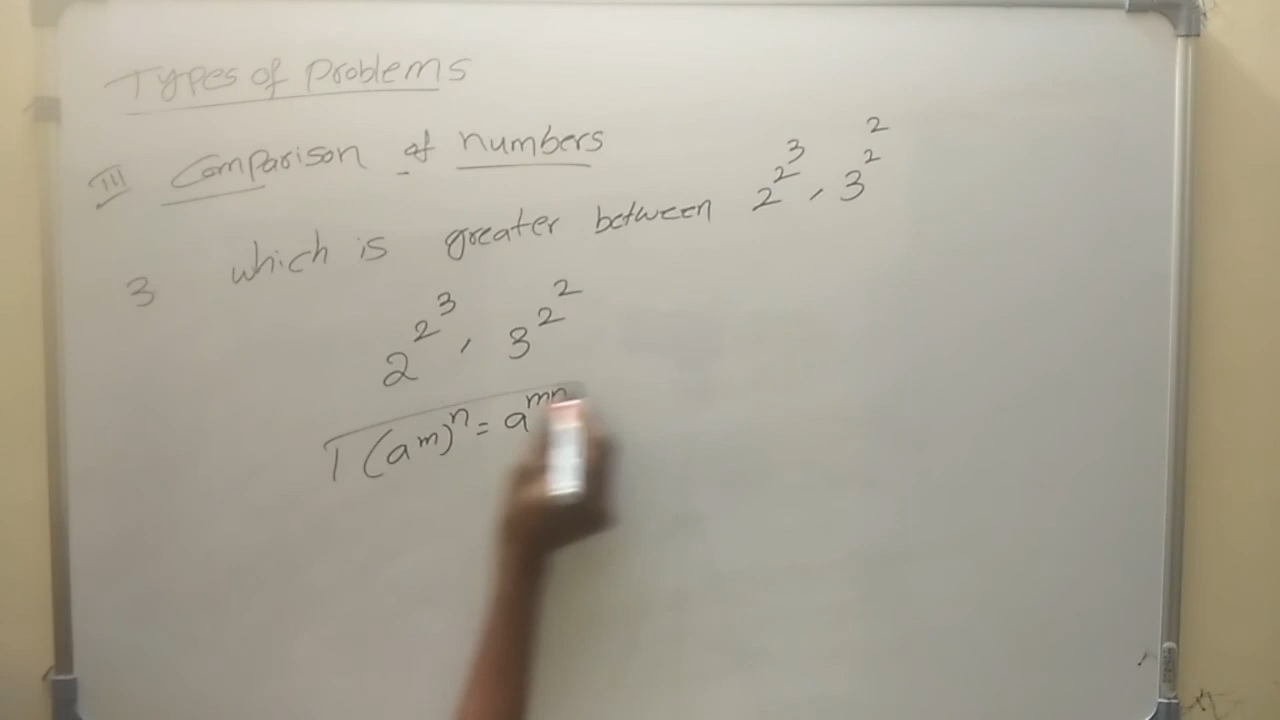 Types of Problems
III Comparison of numbers
3 which is greater between 2^2^3, 3^2^2
2^2^3, 3^2^2
(a^m)^n = a^mn